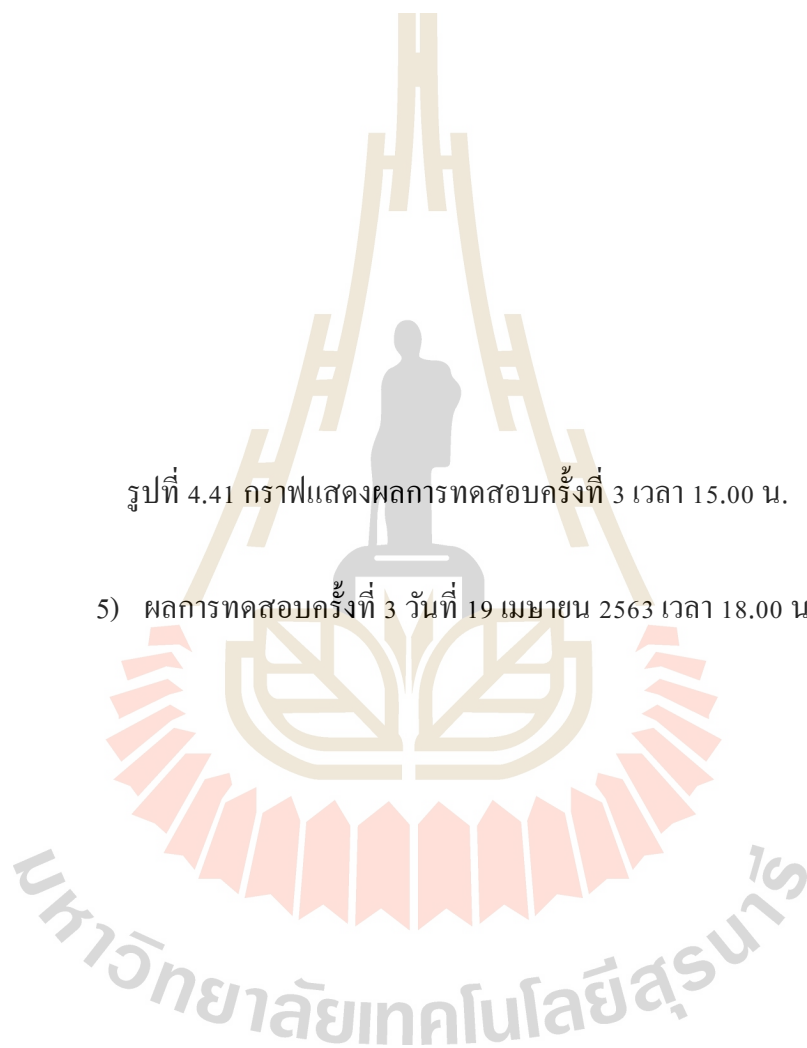 รูปที่ 4.41 กราฟแสดงผลการทดสอบครั้งที่ 3 เวลา 15.00 น.
5) ผลการทดสอบครั้งที่ 3 วันที่ 19 เมษายน 2563 เวลา 18.00 น
มหาวิทยาลัยเทคโนโลยีสุรนารี